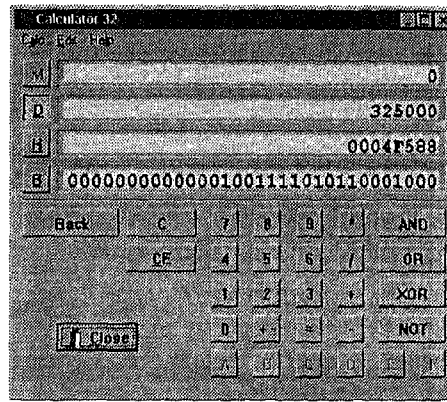 Calculator 32
Calc Edit Help
M 0
D 325000
H 0004F588
B 00000000000001001111010110001000
Back C 7 8 9 * AND
CE 4 5 6 / OR
1 2 3 + XOR
Close 0 +- = - NOT
A B C D E F